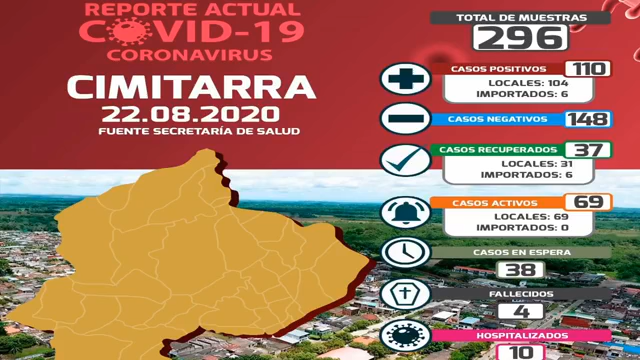 REPORTE ACTUAL
COVID-19
CORONAVIRUS
CIMITARRA
22.08.2020
FUENTE SECRETARÍA DE SALUD
TOTAL DE MUESTRAS
296
CASOS POSITIVOS 110
LOCALES: 104
IMPORTADOS: 6
CASOS NEGATIVOS 148
CASOS RECUPERADOS 37
LOCALES: 31
IMPORTADOS: 6
CASOS ACTIVOS 69
LOCALES: 69
IMPORTADOS: 0
CASOS EN ESPERA
38
FALLECIDOS
4
HOSPITALIZADOS
10